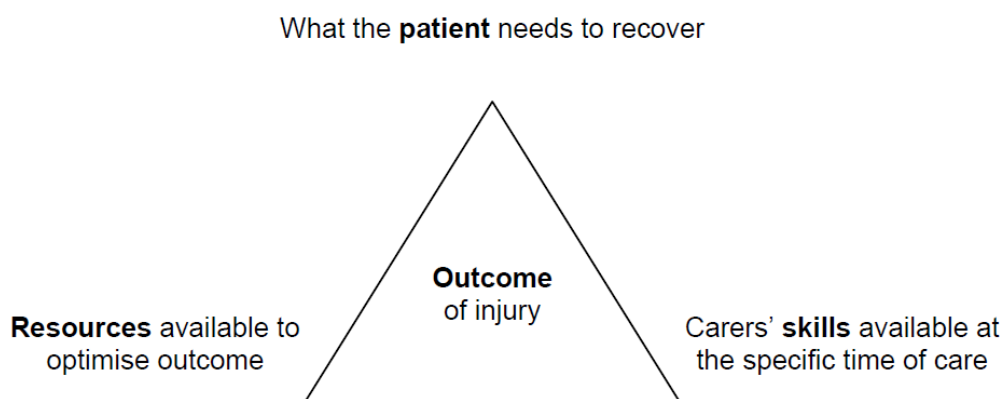 What the patient needs to recover
Outcome
of injury
Resources available to
optimise outcome
Carers’ skills available at
the specific time of care